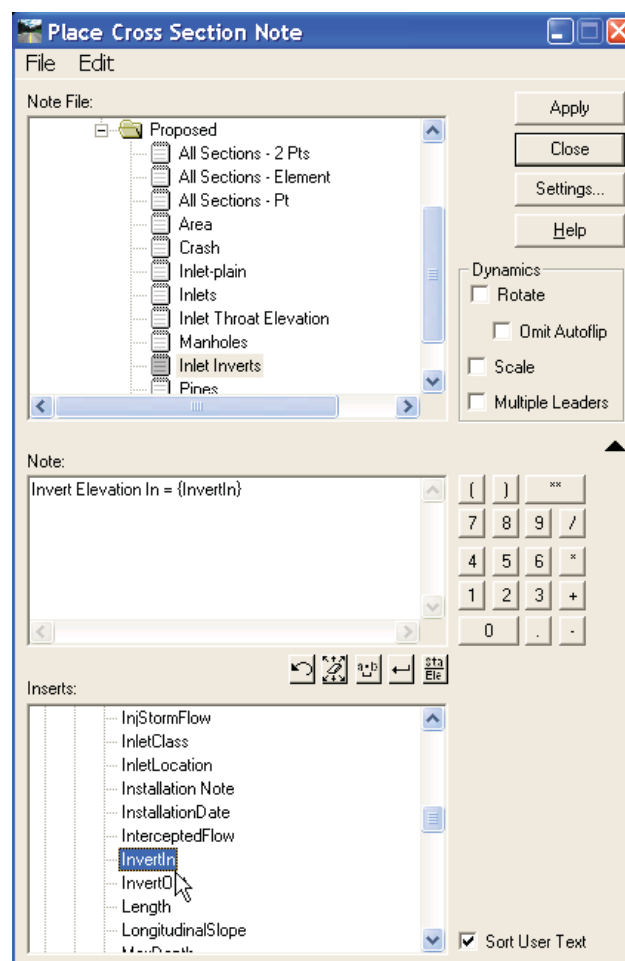 Place Cross Section Note
File Edit
Note File:
Proposed
All Sections - 2 Pts
All Sections - Element
All Sections - Pt
Area
Crash
Inlet-plain
Inlets
Inlet Throat Elevation
Manholes
Inlet Inverts
Pipes
Apply
Close
Settings...
Help
Dynamics
Rotate
Omit Autoflip
Scale
Multiple Leaders
Note:
Invert Elevation In = {InvertIn}
( ) **
7 8 9 /
4 5 6 *
1 2 3 +
0 . -
a b
Sta
Ele
Inserts:
InjStormFlow
InletClass
InletLocation
Installation Note
InstallationDate
InterceptedFlow
InvertIn
Length
LongitudinalSlope
MaxDepth
Sort User Text